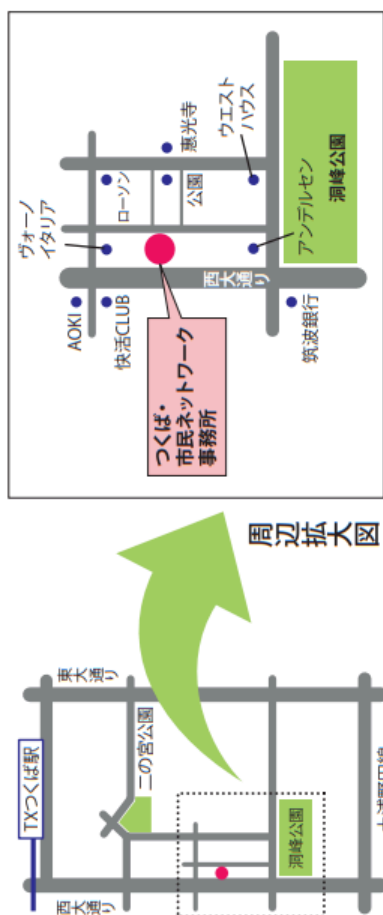 TXつくば駅
西大通り
東大通り
二の宮公園
洞峰公園
周辺拡大図
AOKI
快活CLUB
ヴォーノ
イタリア
ローソン
公園
恵光寺
ウエスト
ハウス
アンデルセン
洞峰公園
西大
通り
筑波銀行
つくば・
市民ネットワーク
事務所